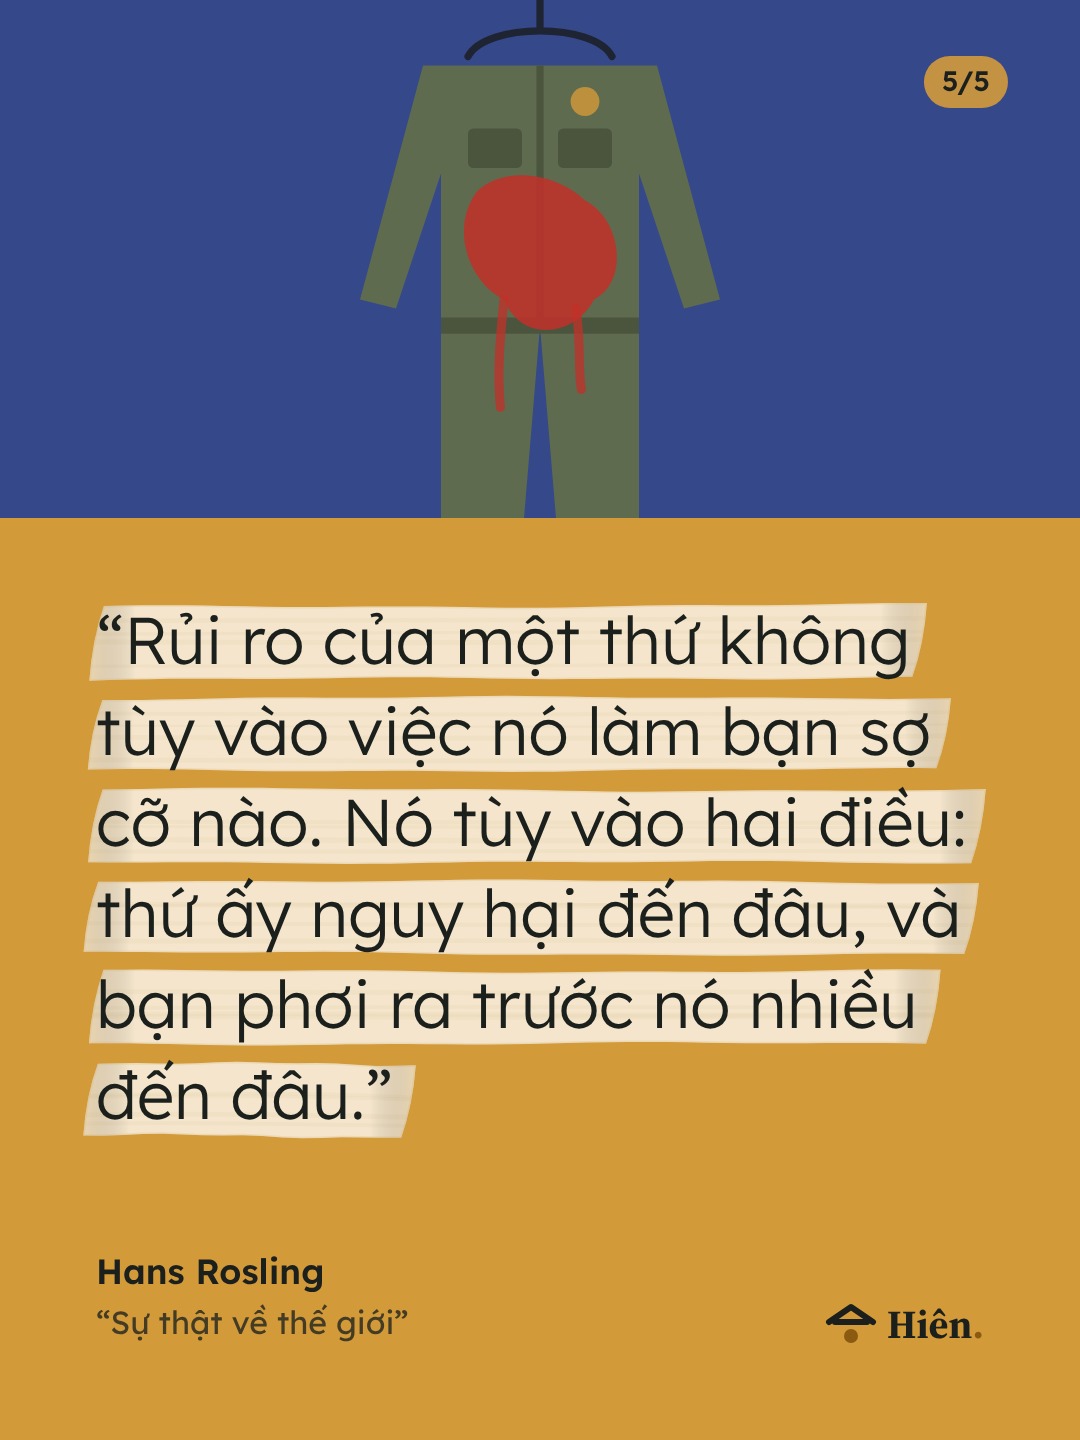 5/5
“Rủi ro của một thứ không
tùy vào việc nó làm bạn sợ
cỡ nào. Nó tùy vào hai điều:
thứ ấy nguy hại đến đâu, và
bạn phơi ra trước nó nhiều
đến đâu.”
Hans Rosling
“Sự thật về thế giới”
Hiên.